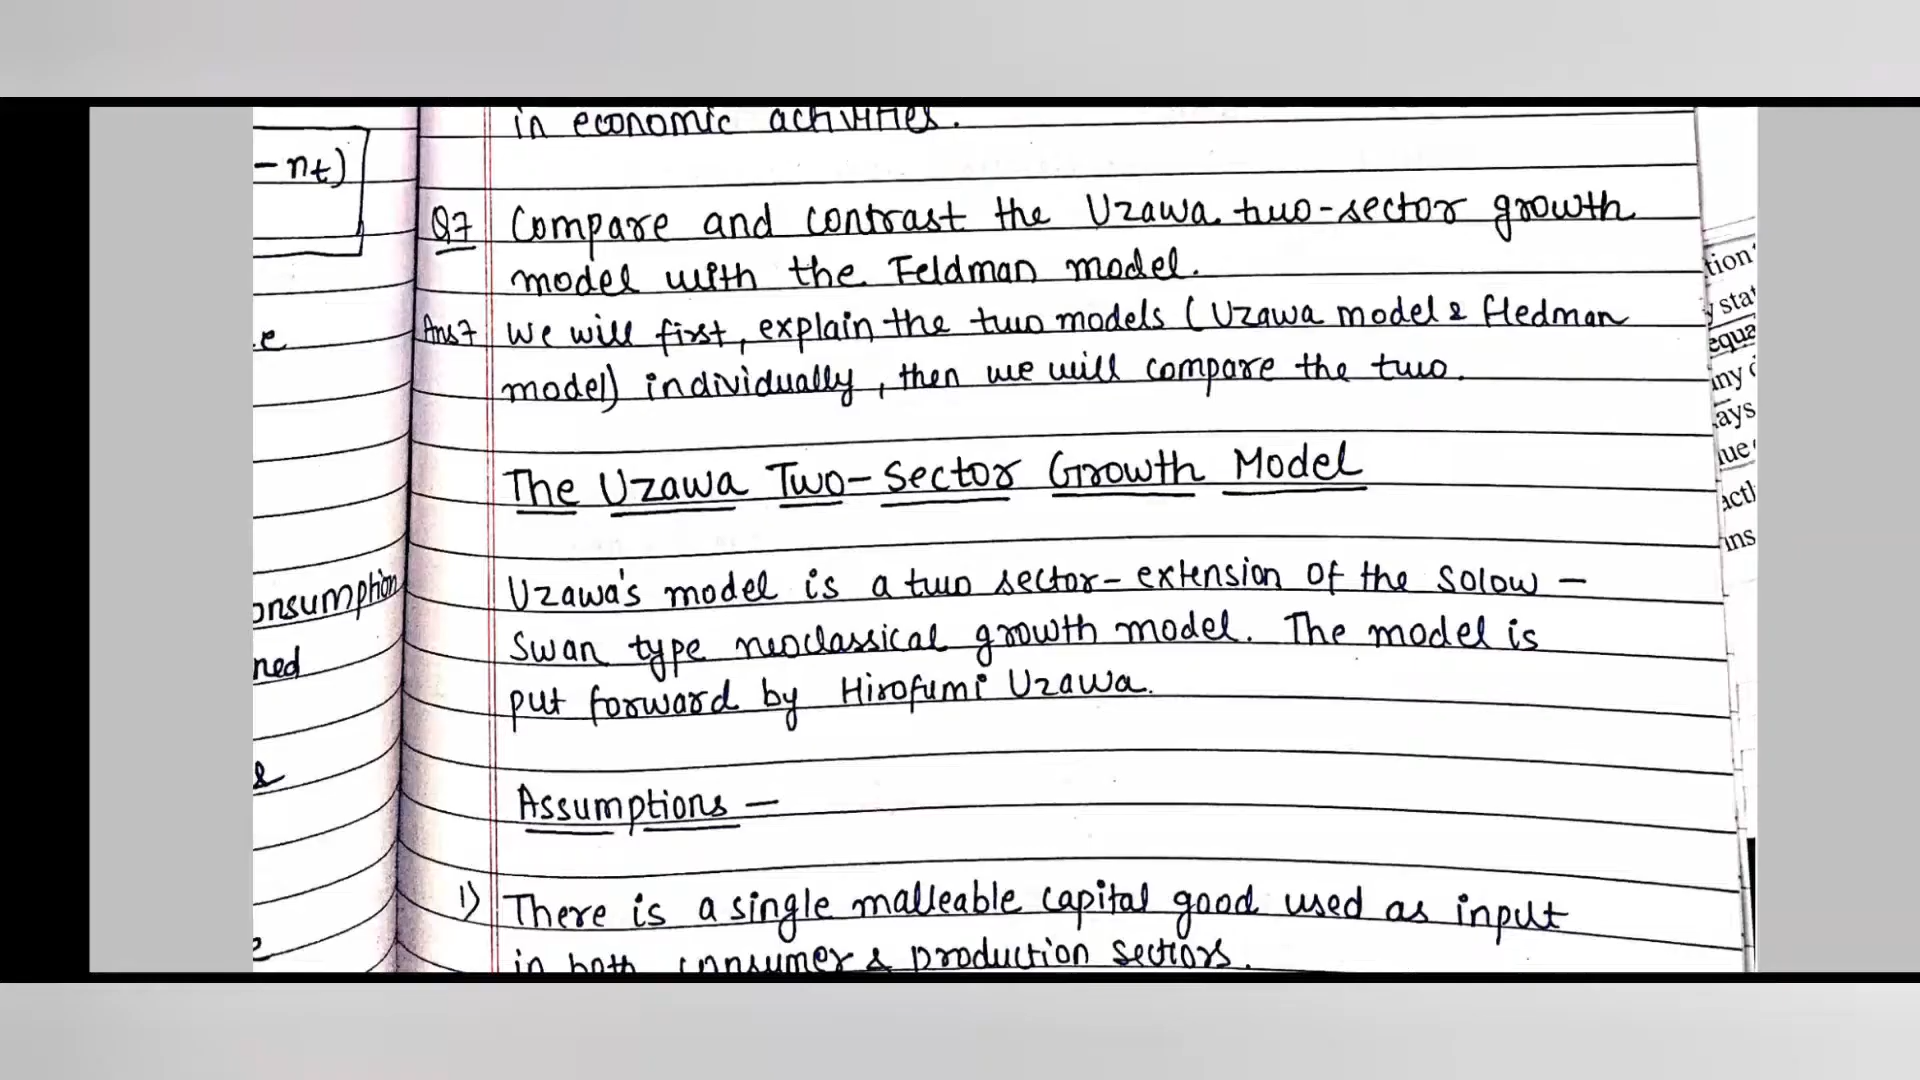 in economic activities.
- nt)
Q7 Compare and contrast the Uzawa two-sector growth
model with the Feldman model.
Ans7 We will first, explain the two models (Uzawa model & Fledman
model) individually, then we will compare the two.
The Uzawa Two-Sector Growth Model
Uzawa's model is a two sector-extension of the Solow -
Swan type neoclassical growth model. The model is
put forward by Hirofumi Uzawa.
Assumptions -
1) There is a single malleable capital good used as input
in both consumer & production sectors.
e
onsumption
ned
&
e
tion
y stat
equa
any
ays
lue
actl
ins